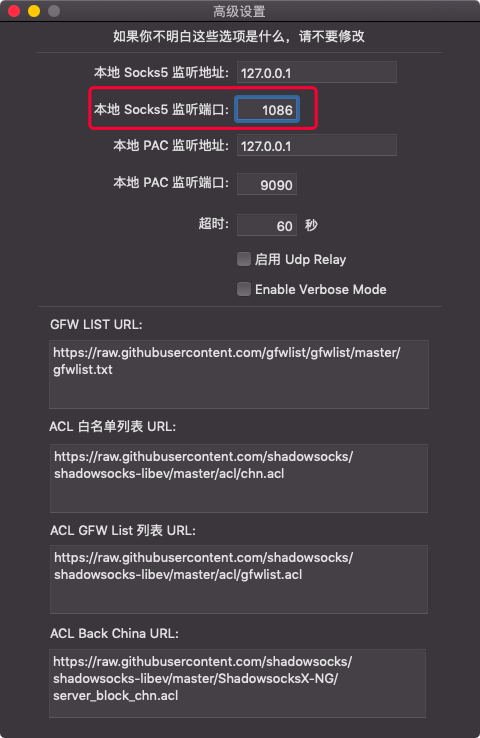 高级设置
如果你不明白这些选项是什么，请不要修改
本地 Socks5 监听地址: 127.0.0.1
本地 Socks5 监听端口: 1086
本地 PAC 监听地址: 127.0.0.1
本地 PAC 监听端口: 9090
超时: 60 秒
启用 Udp Relay
Enable Verbose Mode
GFW LIST URL:
https://raw.githubusercontent.com/gfwlist/gfwlist/master/
gfwlist.txt
ACL 白名单列表 URL:
https://raw.githubusercontent.com/shadowsocks/
shadowsocks-libev/master/acl/chn.acl
ACL GFW List 列表 URL:
https://raw.githubusercontent.com/shadowsocks/
shadowsocks-libev/master/acl/gfwlist.acl
ACL Back China URL:
https://raw.githubusercontent.com/shadowsocks/
shadowsocks-libev/master/ShadowsocksX-NG/
server_block_chn.acl